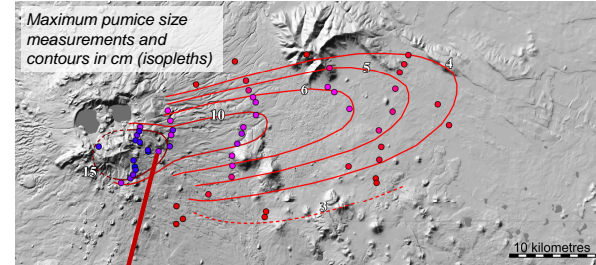 Maximum pumice size
measurements and
contours in cm (isopleths)
4
5
6
10
15
3
10 kilometres